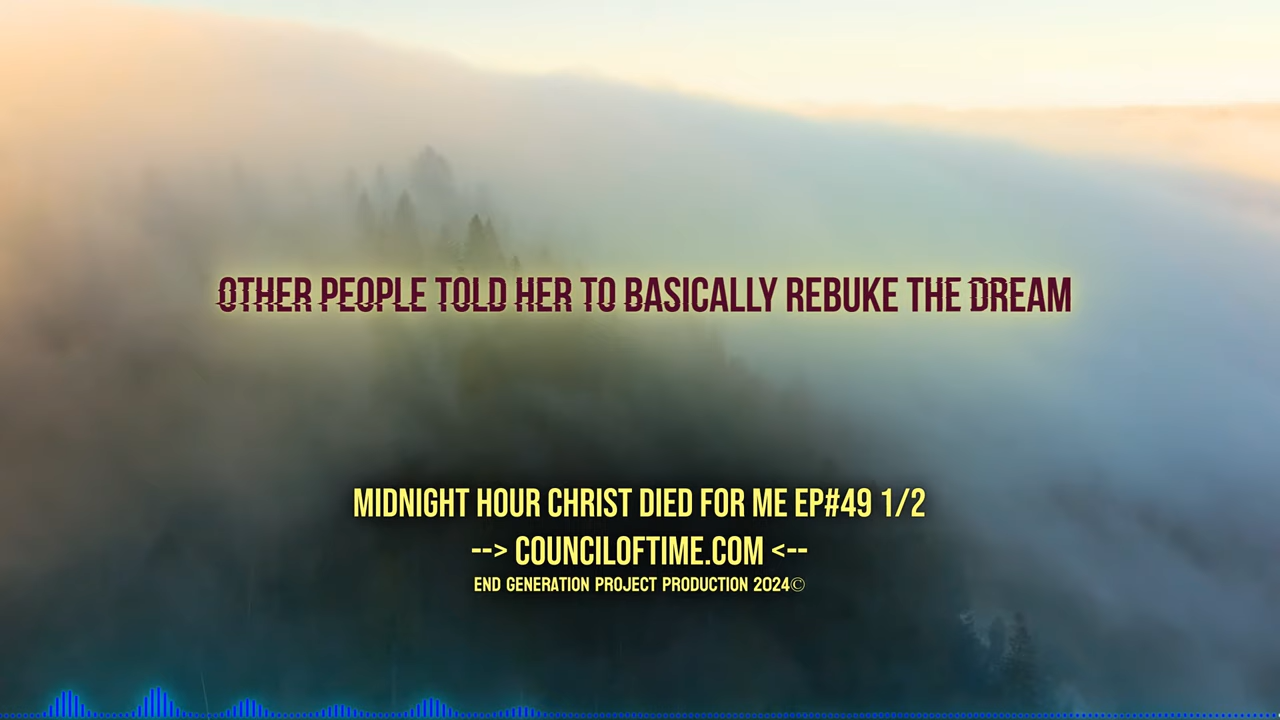 OTHER PEOPLE TOLD HER TO BASICALLY REBUKE THE DREAM
MIDNIGHT HOUR CHRIST DIED FOR ME EP#49 1/2
--> COUNCILOFTIME.COM <--
END GENERATION PROJECT PRODUCTION 2024©